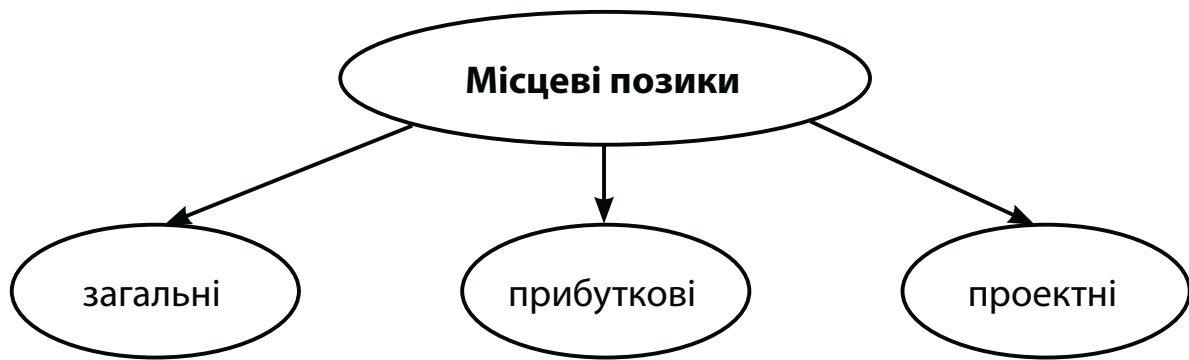 Місцеві позики
загальні
прибуткові
проектні